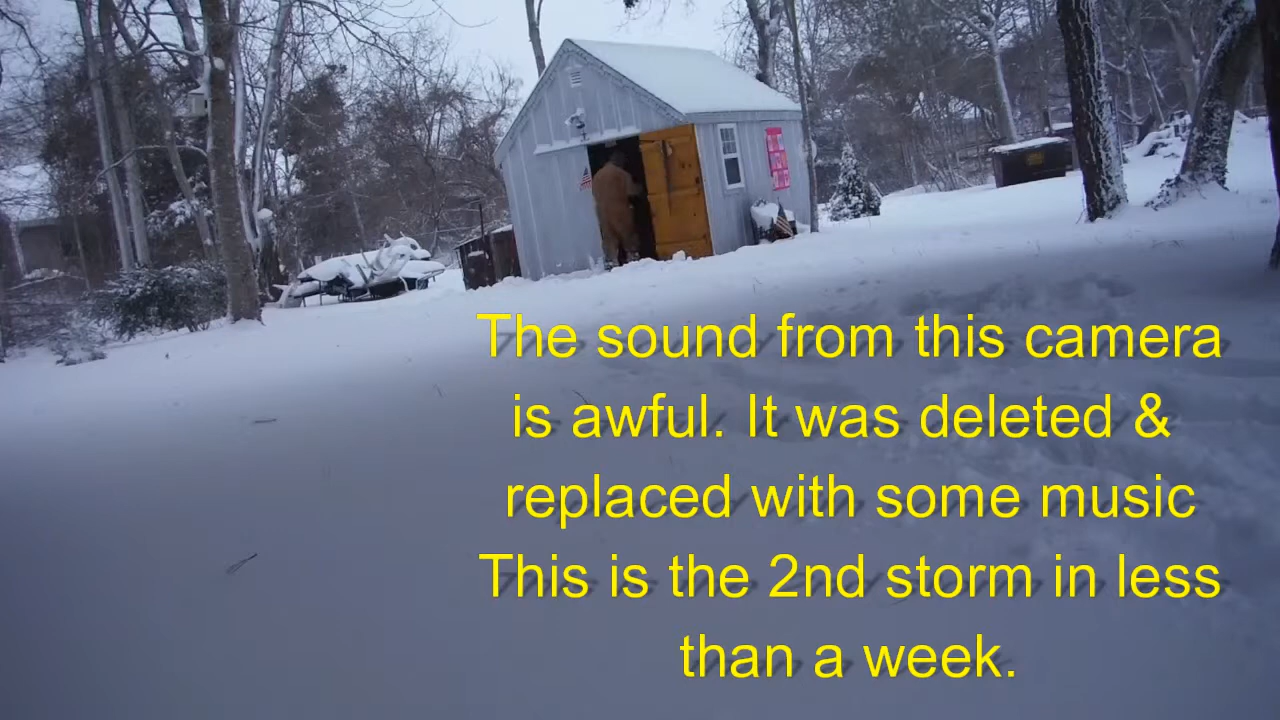 The sound from this camera
is awful. It was deleted &
replaced with some music
This is the 2nd storm in less
than a week.